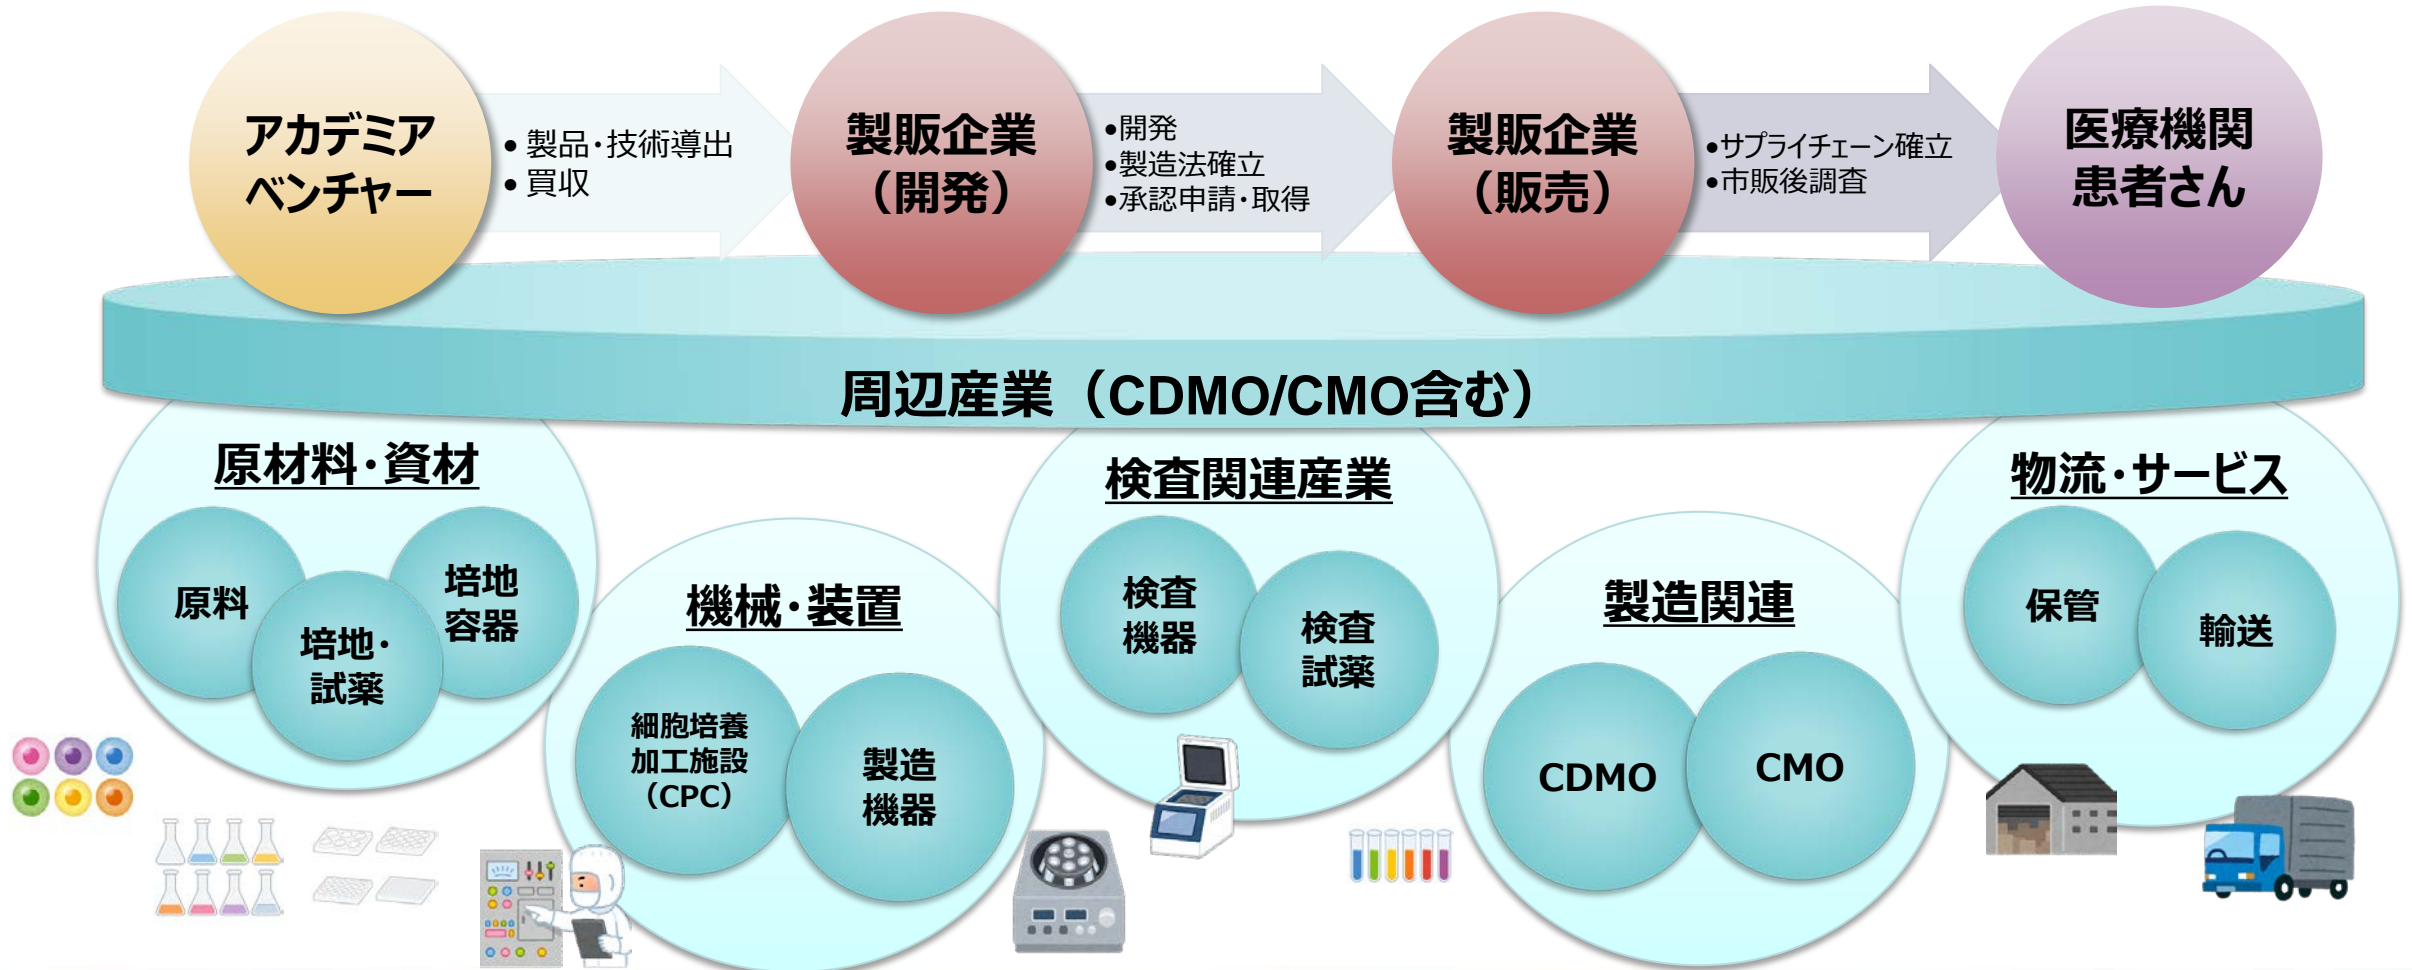 アカデミア
ベンチャー
• 製品・技術導出
• 買収
製販企業
（開発）
•開発
•製造法確立
•承認申請・取得
製販企業
（販売）
•サプライチェーン確立
•市販後調査
医療機関
患者さん
周辺産業（CDMO/CMO含む）
原材料・資材
原料
培地・
試薬
培地
容器
機械・装置
細胞培養
加工施設
（CPC）
製造
機器
検査関連産業
検査
機器
検査
試薬
製造関連
CDMO
CMO
物流・サービス
保管
輸送